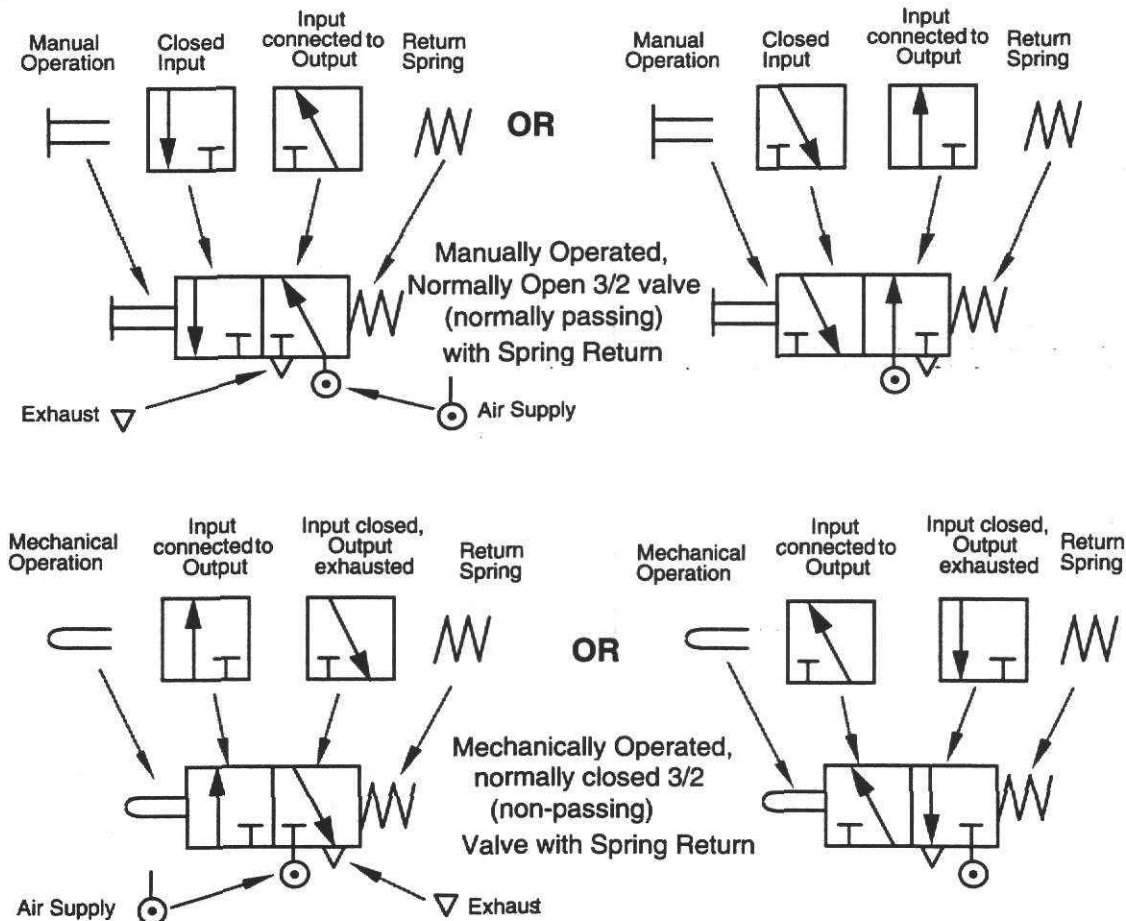 Manual
Operation
Closed
Input
Input
connected to
Output
Return
Spring
OR
Manual
Operation
Closed
Input
Input
connected to
Output
Return
Spring
Manually Operated,
Normally Open 3/2 valve
(normally passing)
with Spring Return
Exhaust
Air Supply
Mechanical
Operation
Input
connected to
Output
Input closed,
Output
exhausted
Return
Spring
OR
Mechanical
Operation
Input
connected to
Output
Input closed,
Output
exhausted
Return
Spring
Mechanically Operated,
normally closed 3/2
(non-passing)
Valve with Spring Return
Air Supply
Exhaust